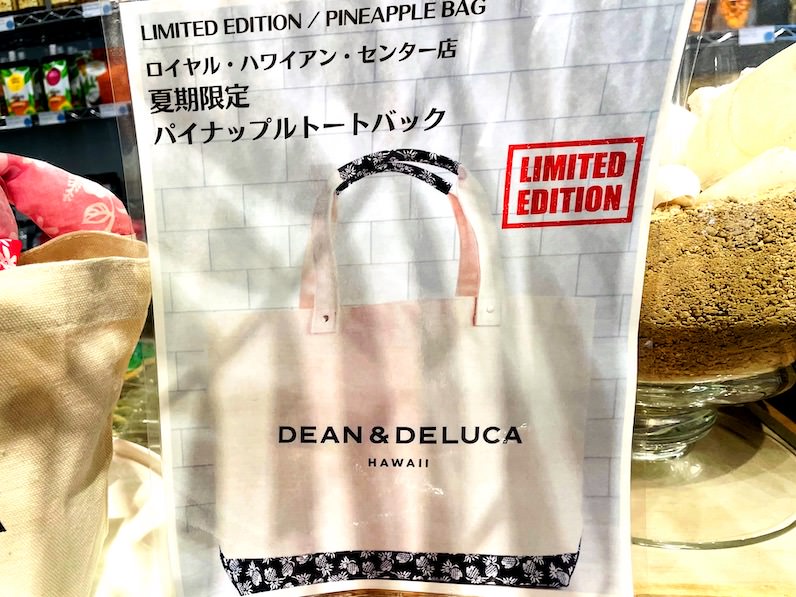 LIMITED EDITION / PINEAPPLE BAG
ロイヤル・ハワイアン・センター店
夏期限定
パイナップルトートバック
LIMITED
EDITION
DEAN & DELUCA
HAWAII